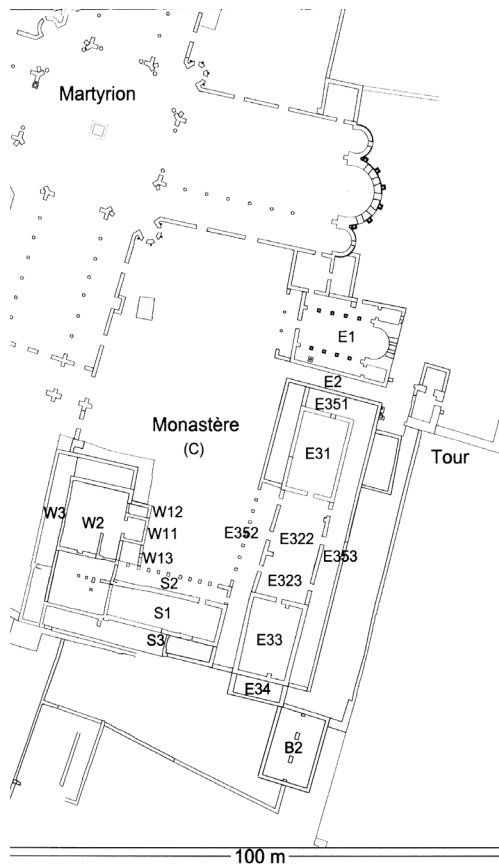 Martyrion
E1
E2
E351
Monastère
(C)
E31
Tour
W12
W3
W2
W11
E352
E322
E353
W13
S2
E323
S1
S3
E33
E34
B2
100 m